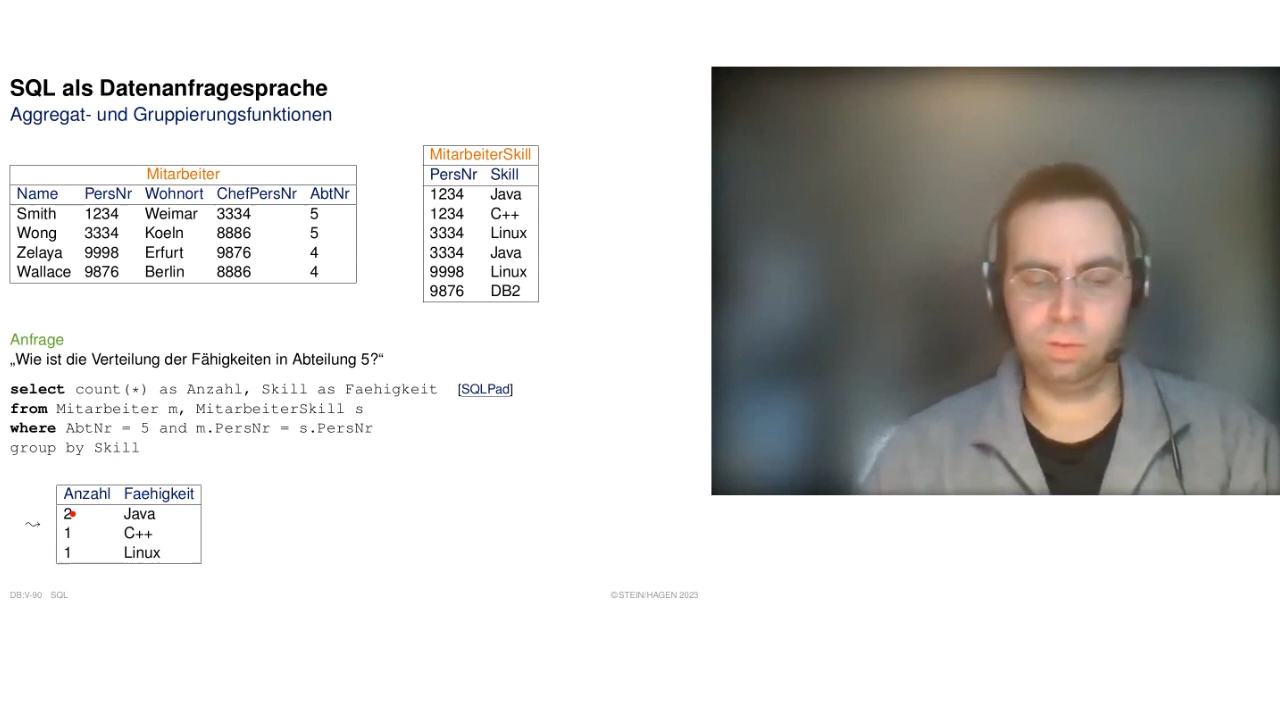 SQL als Datenanfragesprache
Aggregat- und Gruppierungsfunktionen
Mitarbeiter
Name PersNr Wohnort ChefPersNr AbtNr
Smith 1234 Weimar 3334 5
Wong 3334 Koeln 8886 5
Zelaya 9998 Erfurt 9876 4
Wallace 9876 Berlin 8886 4
MitarbeiterSkill
PersNr Skill
1234 Java
1234 C++
3334 Linux
3334 Java
9998 Linux
9876 DB2
Anfrage
„Wie ist die Verteilung der Fähigkeiten in Abteilung 5?“
select count(*) as Anzahl, Skill as Faehigkeit [SQLPad]
from Mitarbeiter m, MitarbeiterSkill s
where AbtNr = 5 and m.PersNr = s.PersNr
group by Skill
Anzahl Faehigkeit
2 Java
1 C++
1 Linux
DB:V-90 SQL
©STEIN/HAGEN 2023